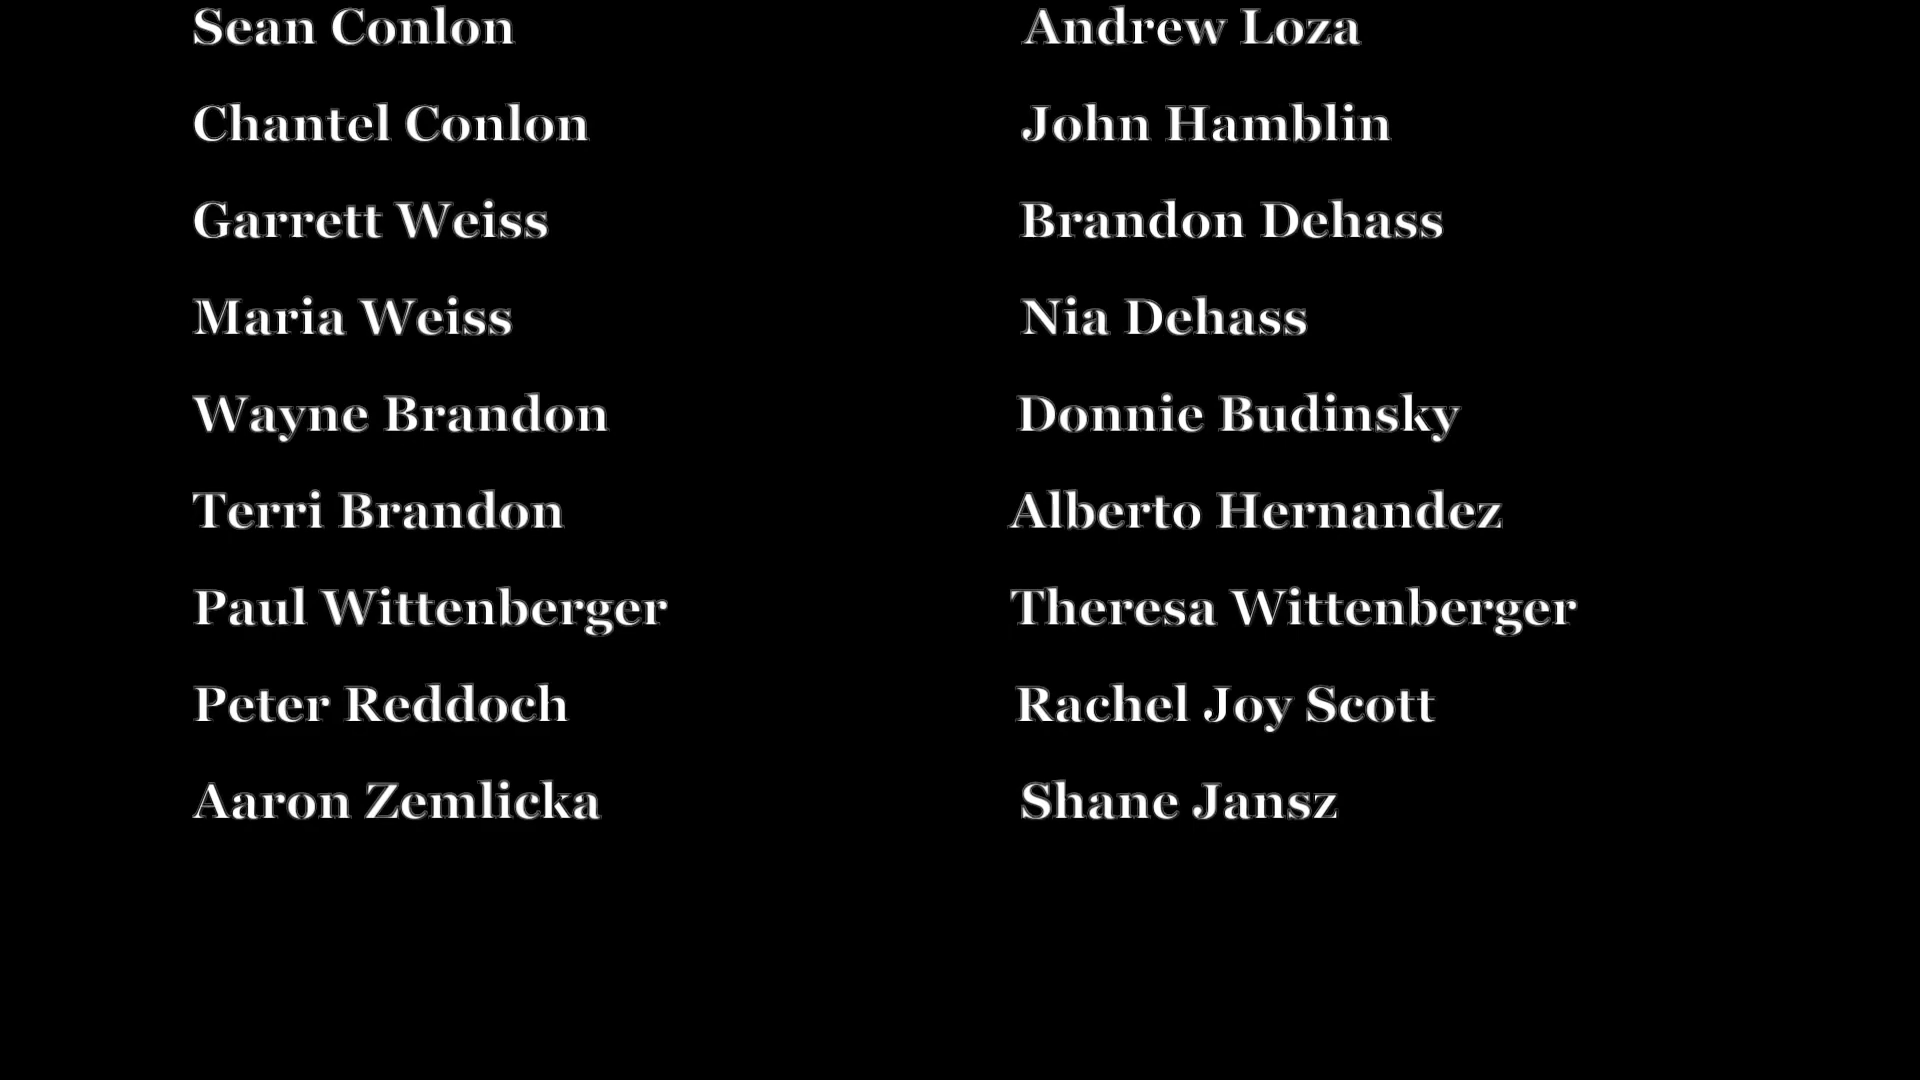 Sean Conlon
Andrew Loza
Chantel Conlon
John Hamblin
Garrett Weiss
Brandon Dehass
Maria Weiss
Nia Dehass
Wayne Brandon
Donnie Budinsky
Terri Brandon
Alberto Hernandez
Paul Wittenberger
Theresa Wittenberger
Peter Reddoch
Rachel Joy Scott
Aaron Zemlicka
Shane Jansz